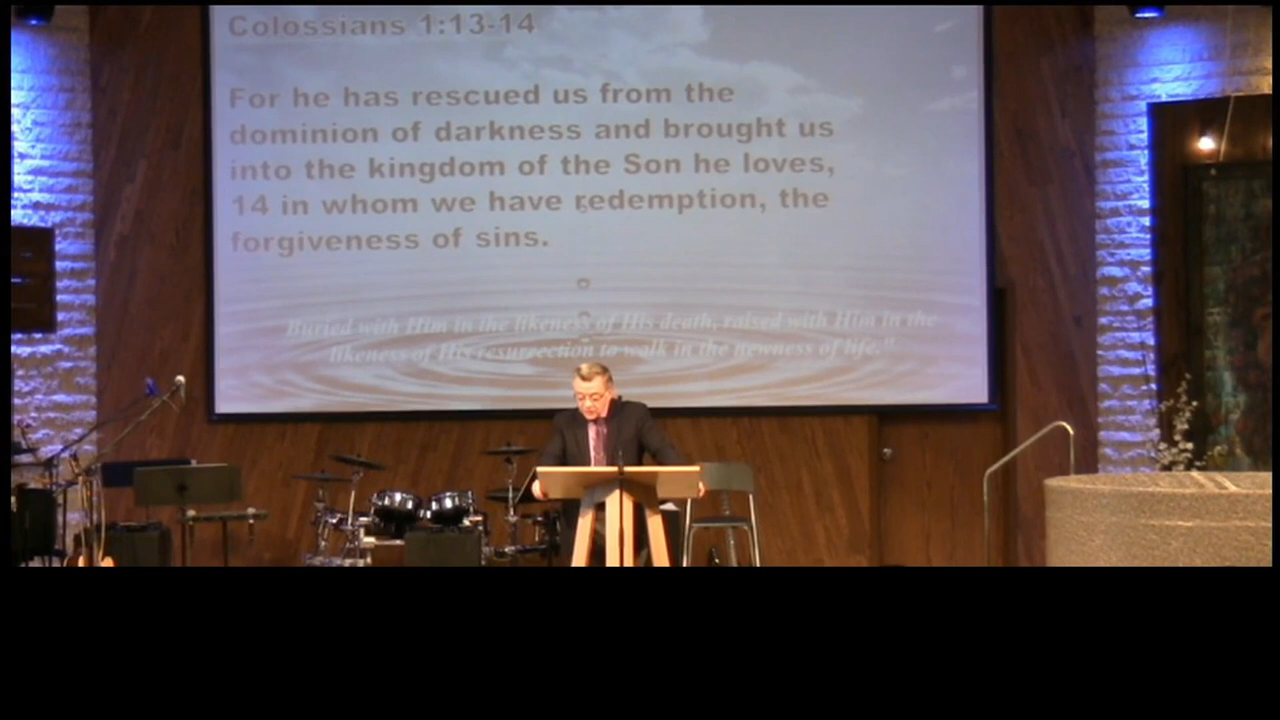 Colossians 1:13-14
For he has rescued us from the
dominion of darkness and brought us
into the kingdom of the Son he loves,
14 in whom we have redemption, the
forgiveness of sins.
Buried with Him in the likeness of His death, raised with Him in the
likeness of His resurrection to walk in the newness of life."